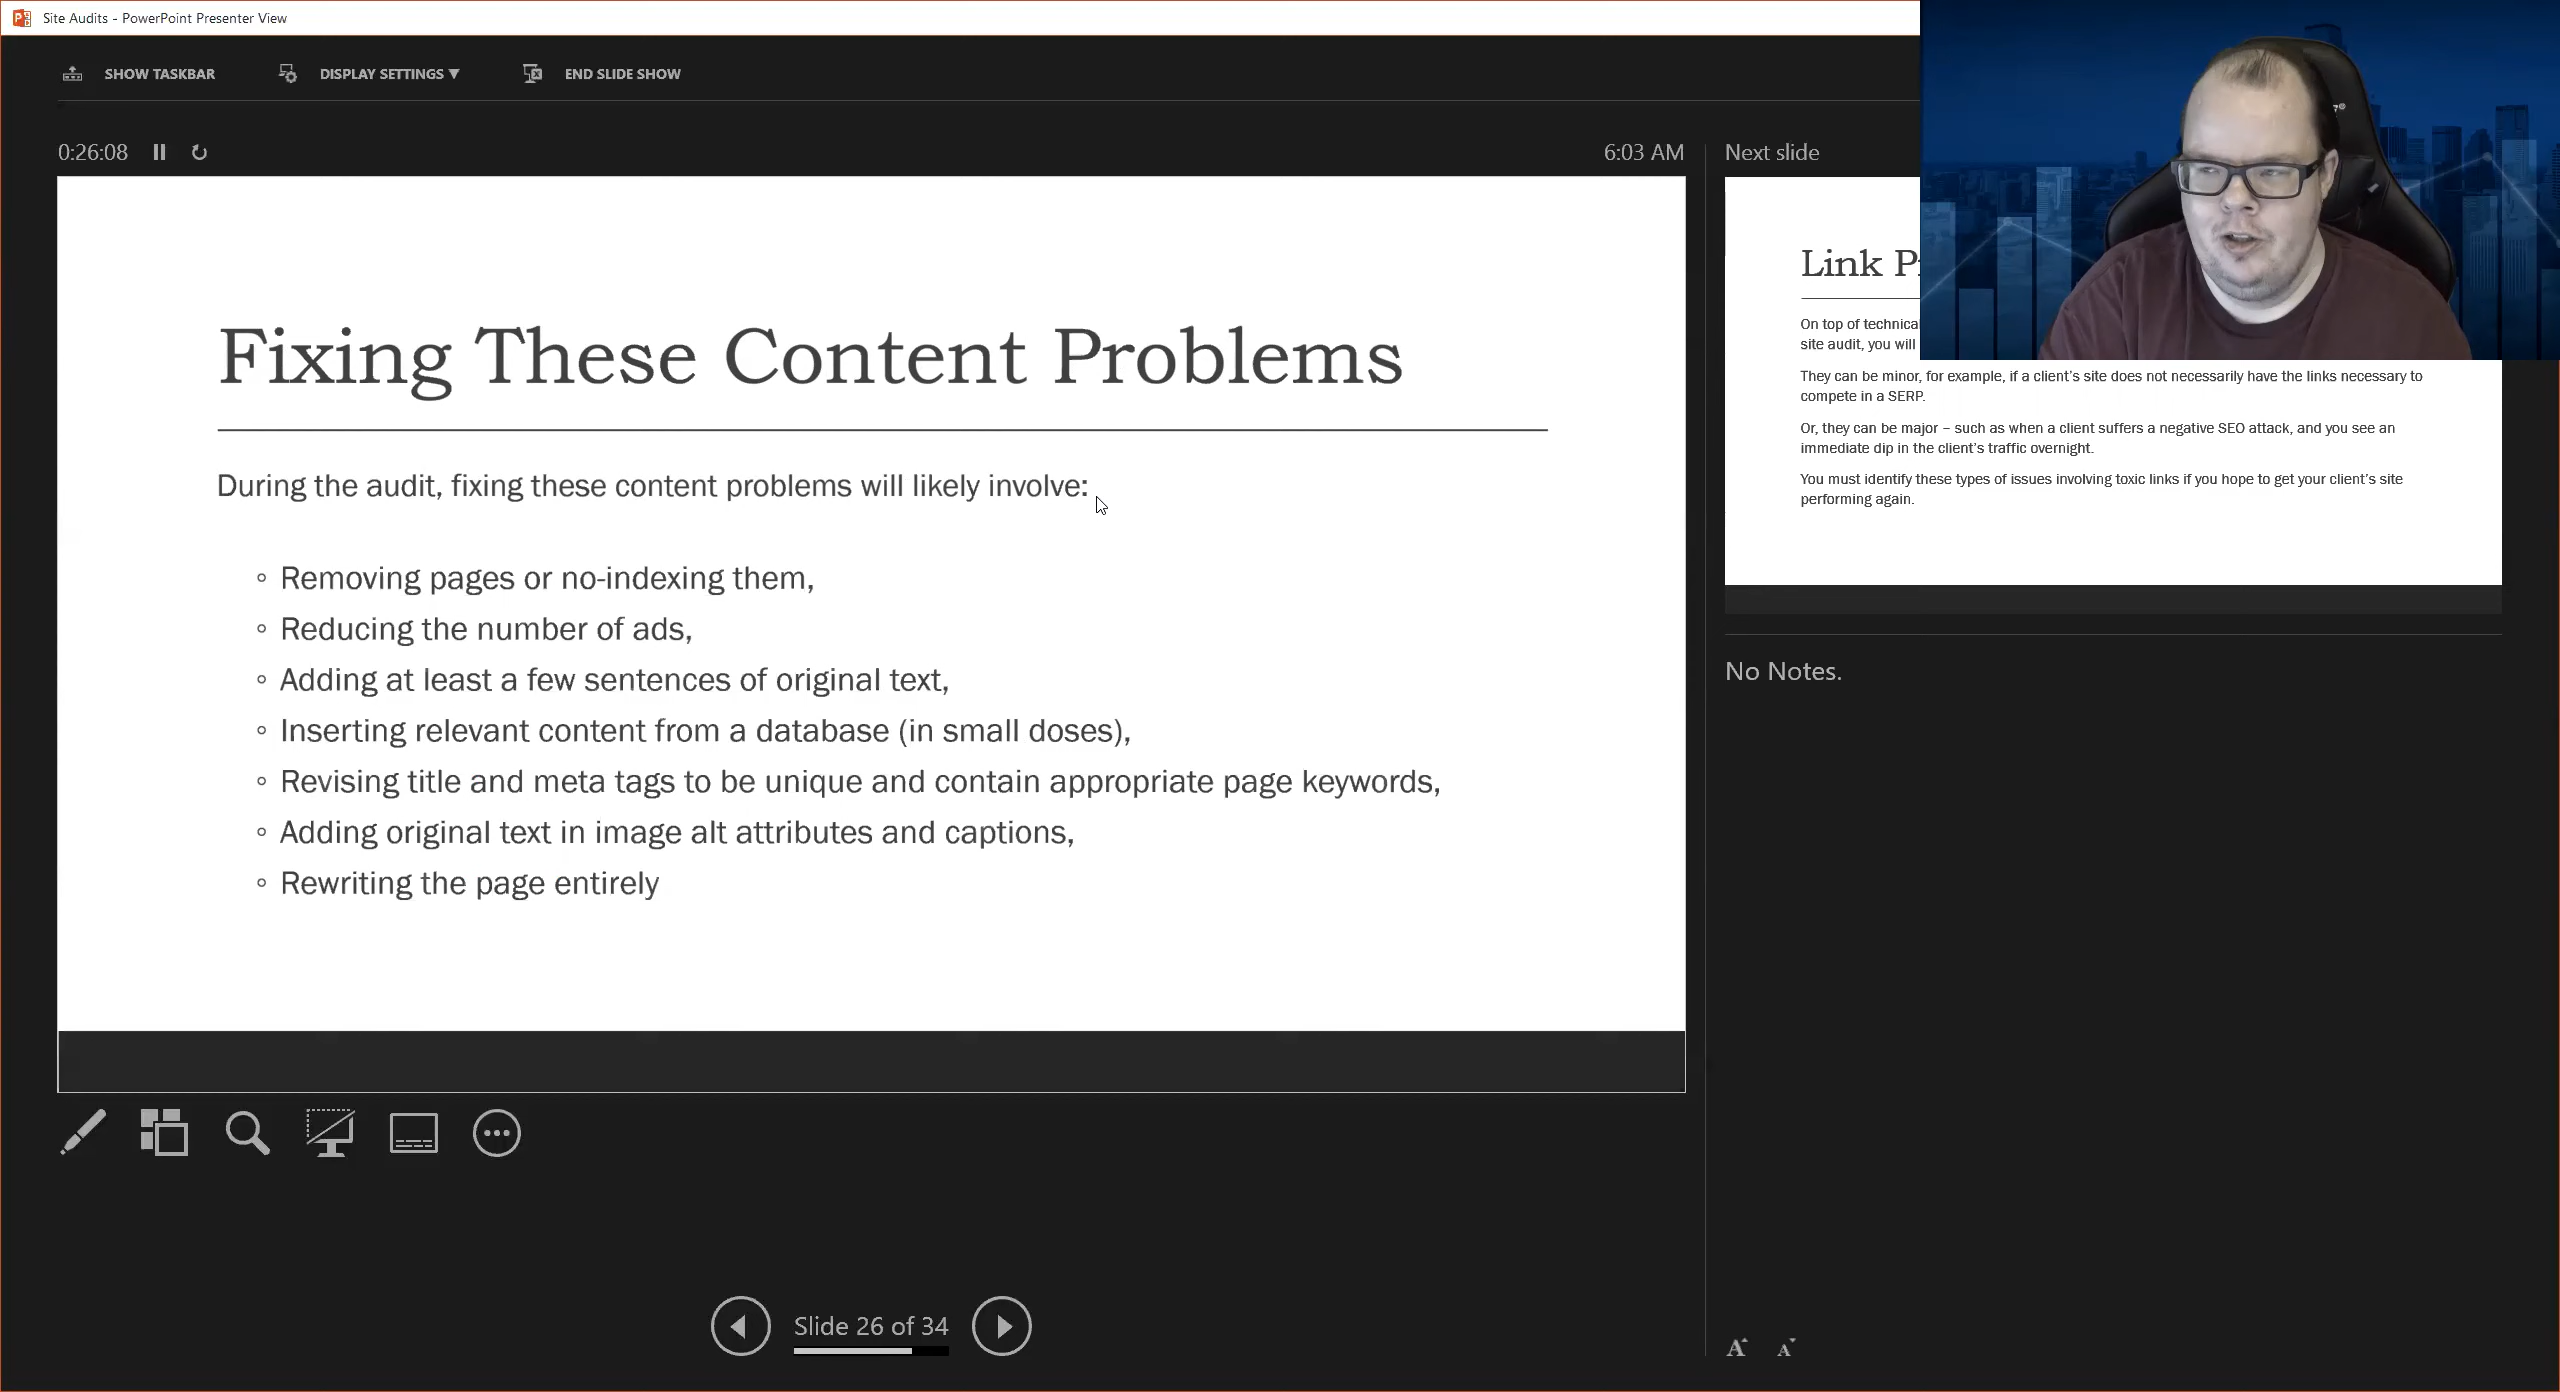 Site Audits - PowerPoint Presenter View
SHOW TASKBAR
DISPLAY SETTINGS ▼
END SLIDE SHOW
0:26:08
6:03 AM
Fixing These Content Problems
During the audit, fixing these content problems will likely involve:
◦ Removing pages or no-indexing them,
◦ Reducing the number of ads,
◦ Adding at least a few sentences of original text,
◦ Inserting relevant content from a database (in small doses),
◦ Revising title and meta tags to be unique and contain appropriate page keywords,
◦ Adding original text in image alt attributes and captions,
◦ Rewriting the page entirely
Slide 26 of 34
Next slide
Link
On top of technical
site audit, you will
They can be minor, for example, if a client's site does not necessarily have the links necessary to
compete in a SERP.
Or, they can be major – such as when a client suffers a negative SEO attack, and you see an
immediate dip in the client's traffic overnight.
You must identify these types of issues involving toxic links if you hope to get your client's site
performing again.
No Notes.
A A